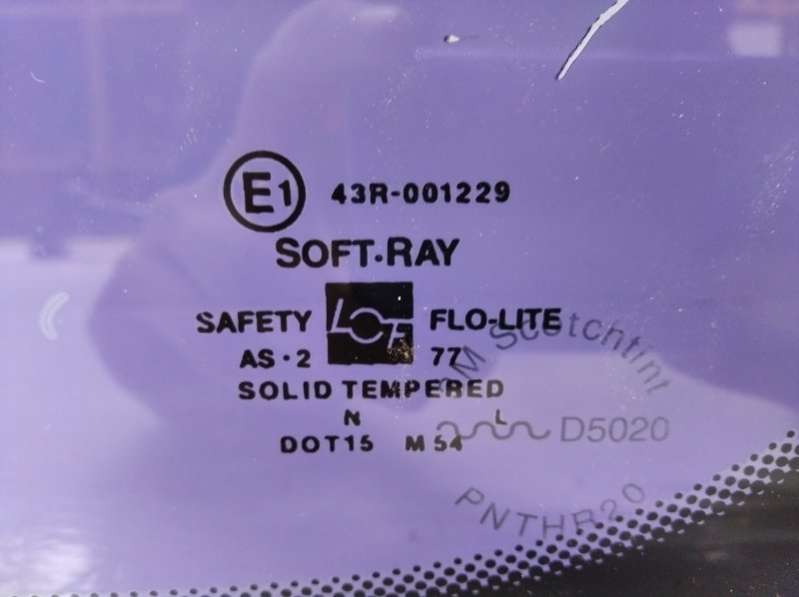 E1 43R-001229
SOFT-RAY
SAFETY LOF FLO-LITE
AS·2 77
SOLID TEMPERED
N L
DOT15 M54
3M Scotchtint
D5020
PNTHR20